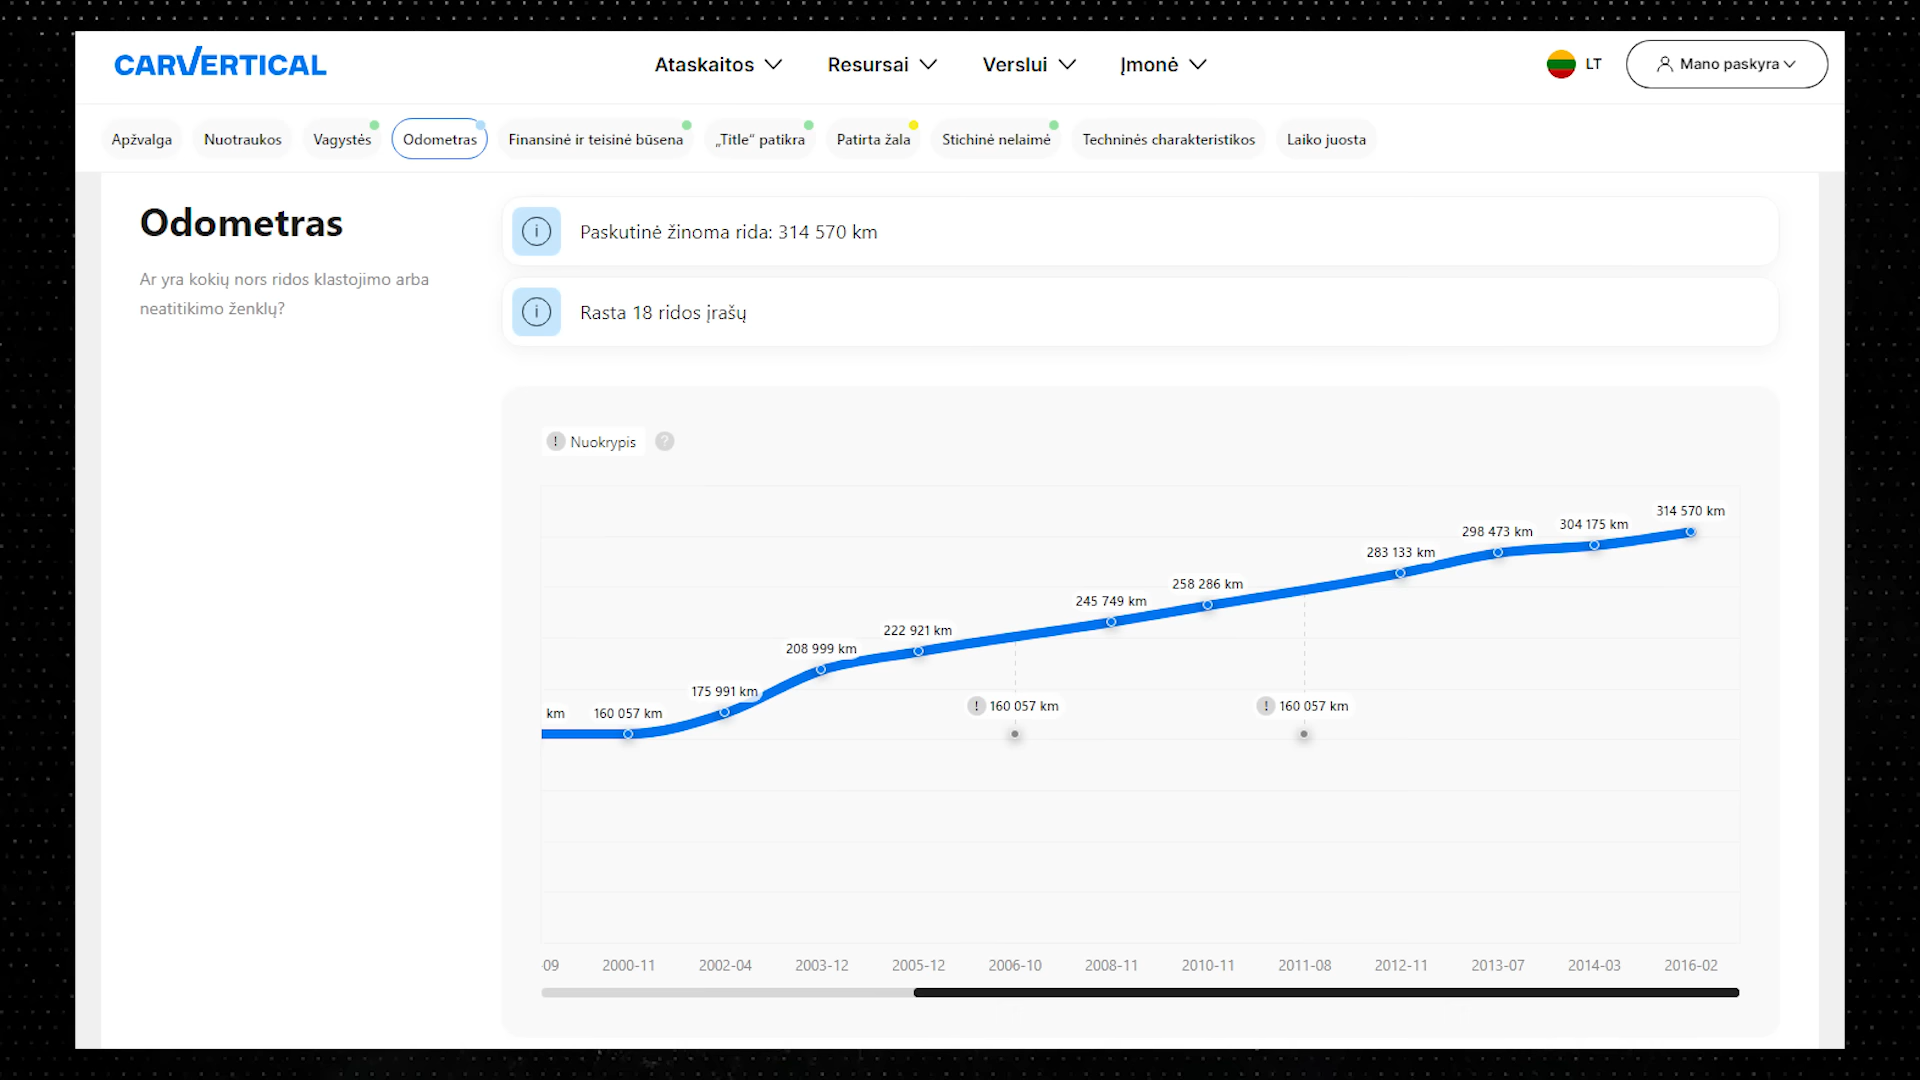 CARVERTICAL
Ataskaitos
Resursai
Verslui
Įmonė
LT
Mano paskyra
Apžvalga
Nuotraukos
Vagystės
Odometras
Finansinė ir teisinė būsena
„Title“ patikra
Patirta žala
Stichinė nelaimė
Techninės charakteristikos
Laiko juosta
Odometras
Ar yra kokių nors ridos klastojimo arba
neatitikimo ženklų?
i
Paskutinė žinoma rida: 314 570 km
i
Rasta 18 ridos įrašų
! Nuokrypis ?
314 570 km
304 175 km
298 473 km
283 133 km
258 286 km
245 749 km
222 921 km
208 999 km
175 991 km
km
160 057 km
! 160 057 km
! 160 057 km
-09
2000-11
2002-04
2003-12
2005-12
2006-10
2008-11
2010-11
2011-08
2012-11
2013-07
2014-03
2016-02